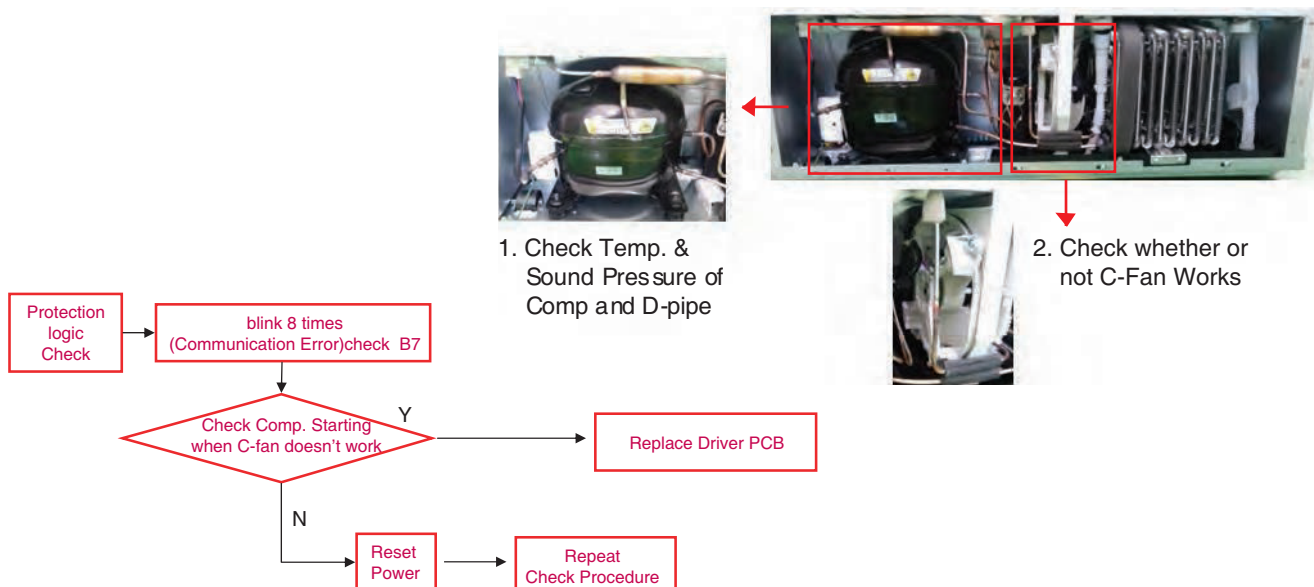 1. Check Temp. &
Sound Pressure of
Comp and D-pipe
2. Check whether or
not C-Fan Works
Protection
logic
Check
blink 8 times
(Communication Error)check B7
Check Comp. Starting
when C-fan doesn't work
Y
Replace Driver PCB
N
Reset
Power
Repeat
Check Procedure